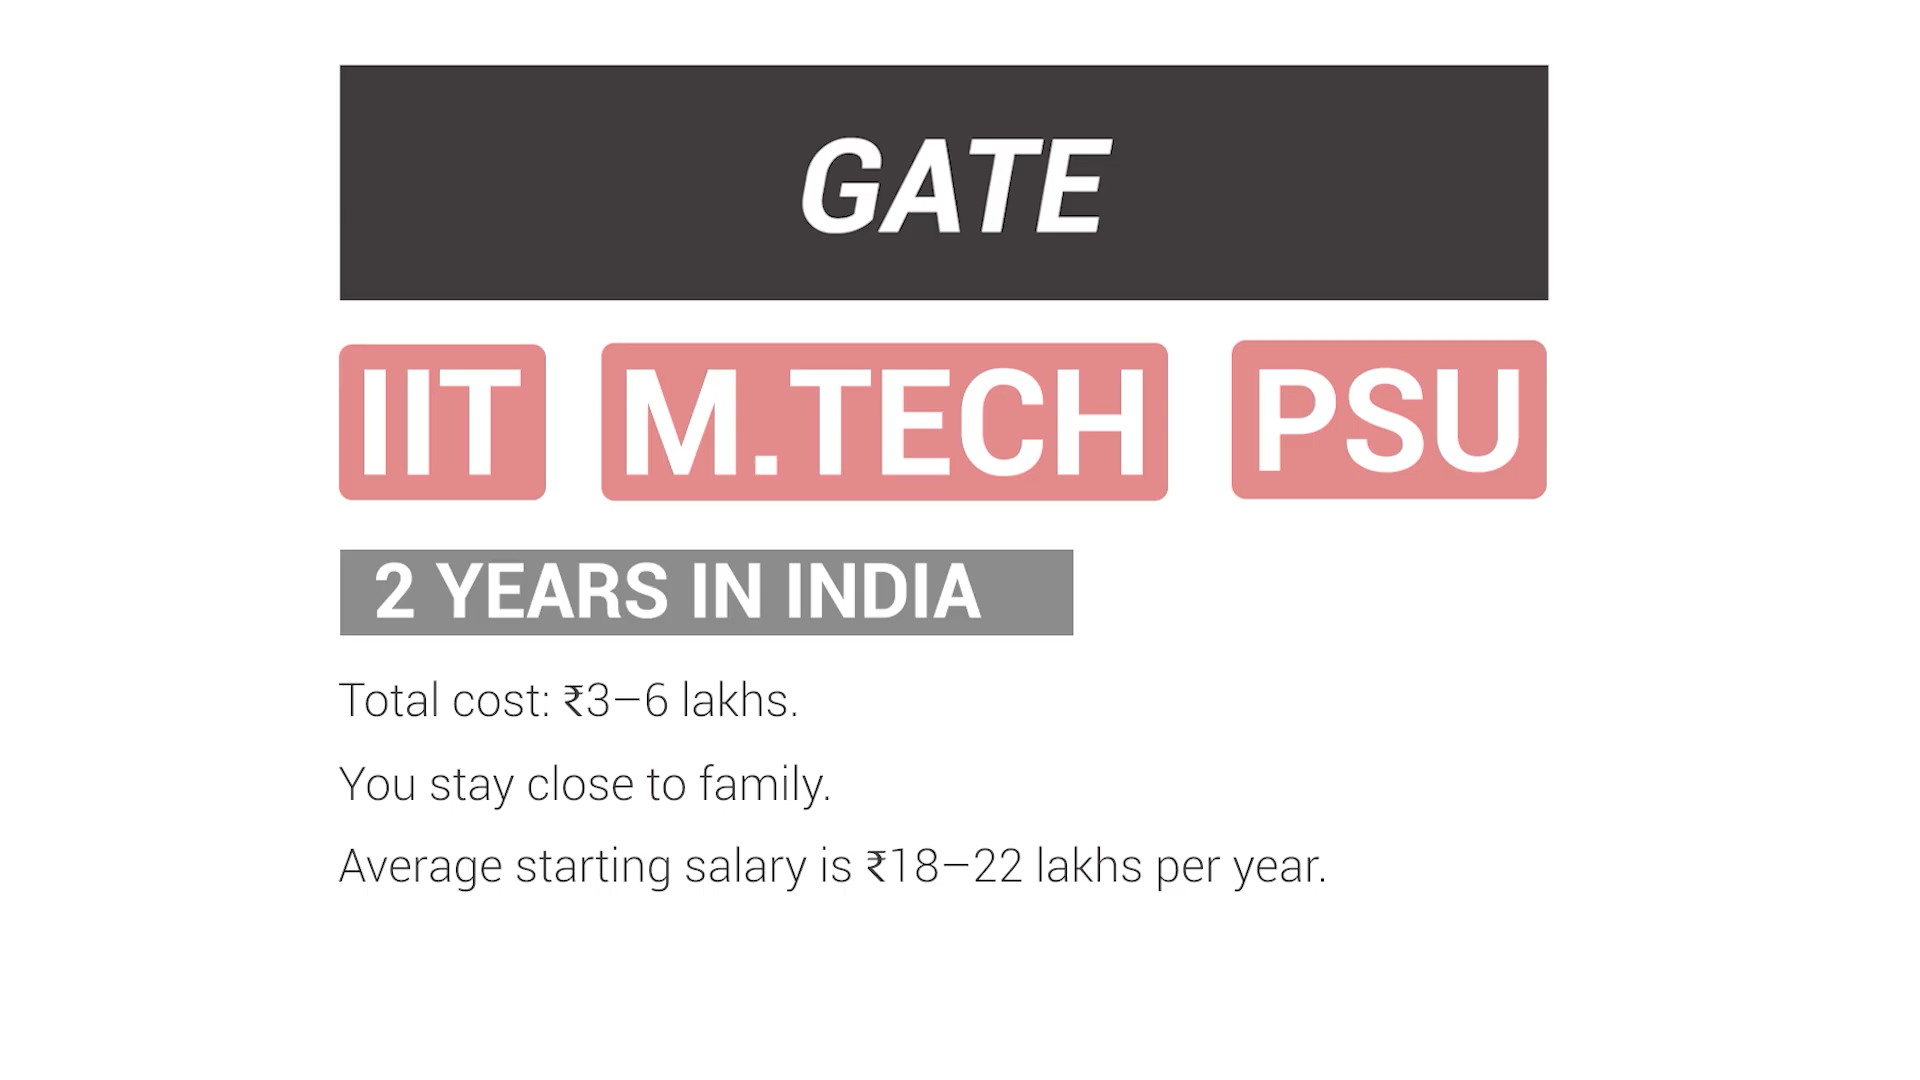 GATE
IIT M.TECH PSU
2 YEARS IN INDIA
Total cost: ₹3–6 lakhs.
You stay close to family.
Average starting salary is ₹18–22 lakhs per year.